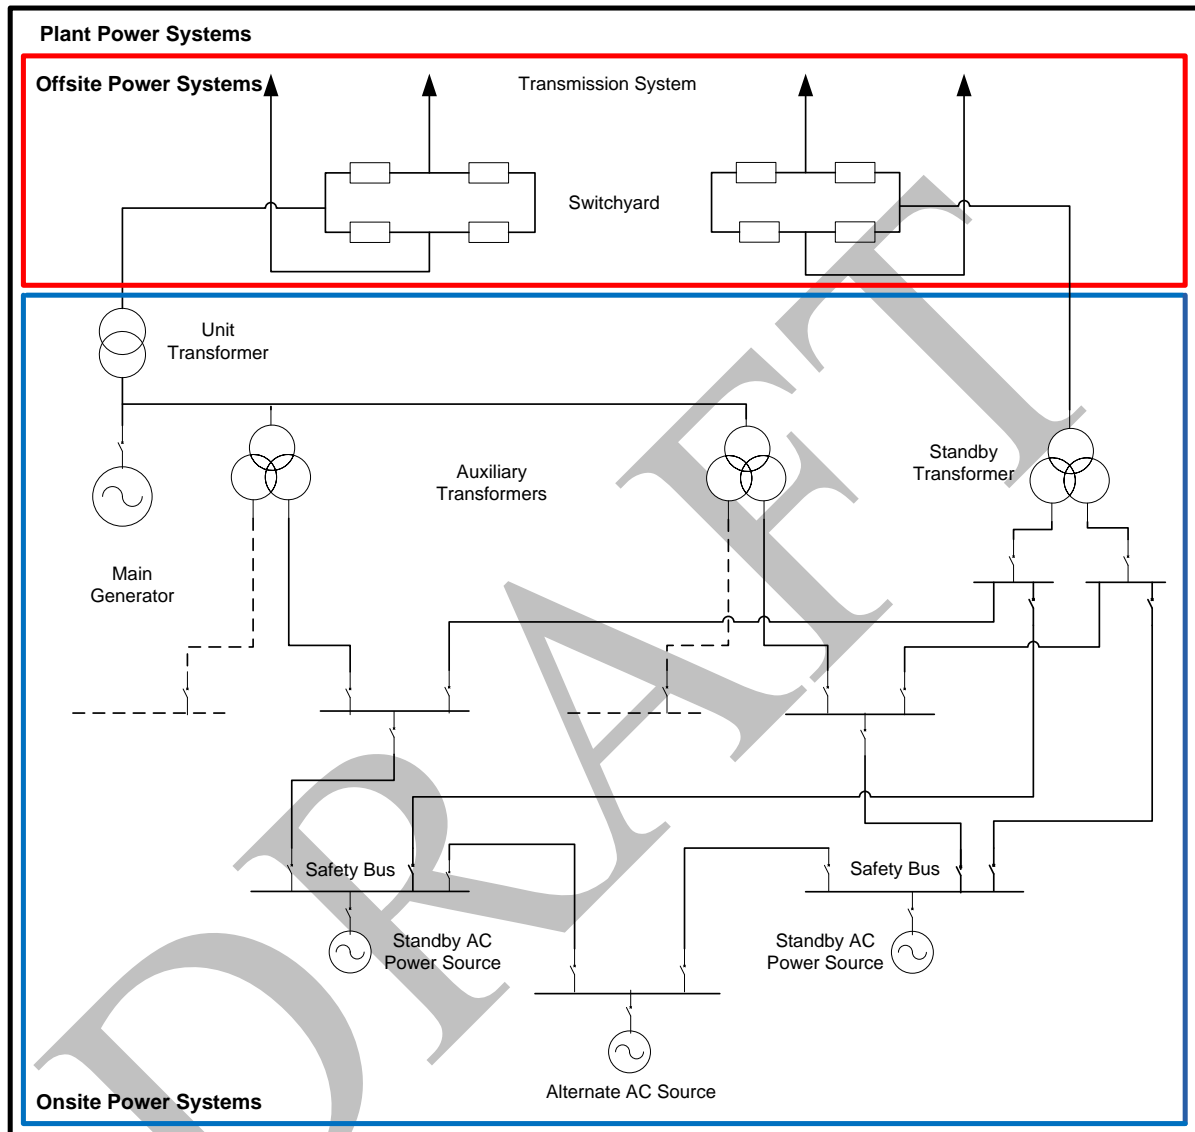 Plant Power Systems
Offsite Power Systems
Transmission System
Switchyard
Unit
Transformer
Auxiliary
Transformers
Standby
Transformer
Main
Generator
Safety Bus
Safety Bus
Standby AC
Power Source
Standby AC
Power Source
Alternate AC Source
Onsite Power Systems
DRAFT